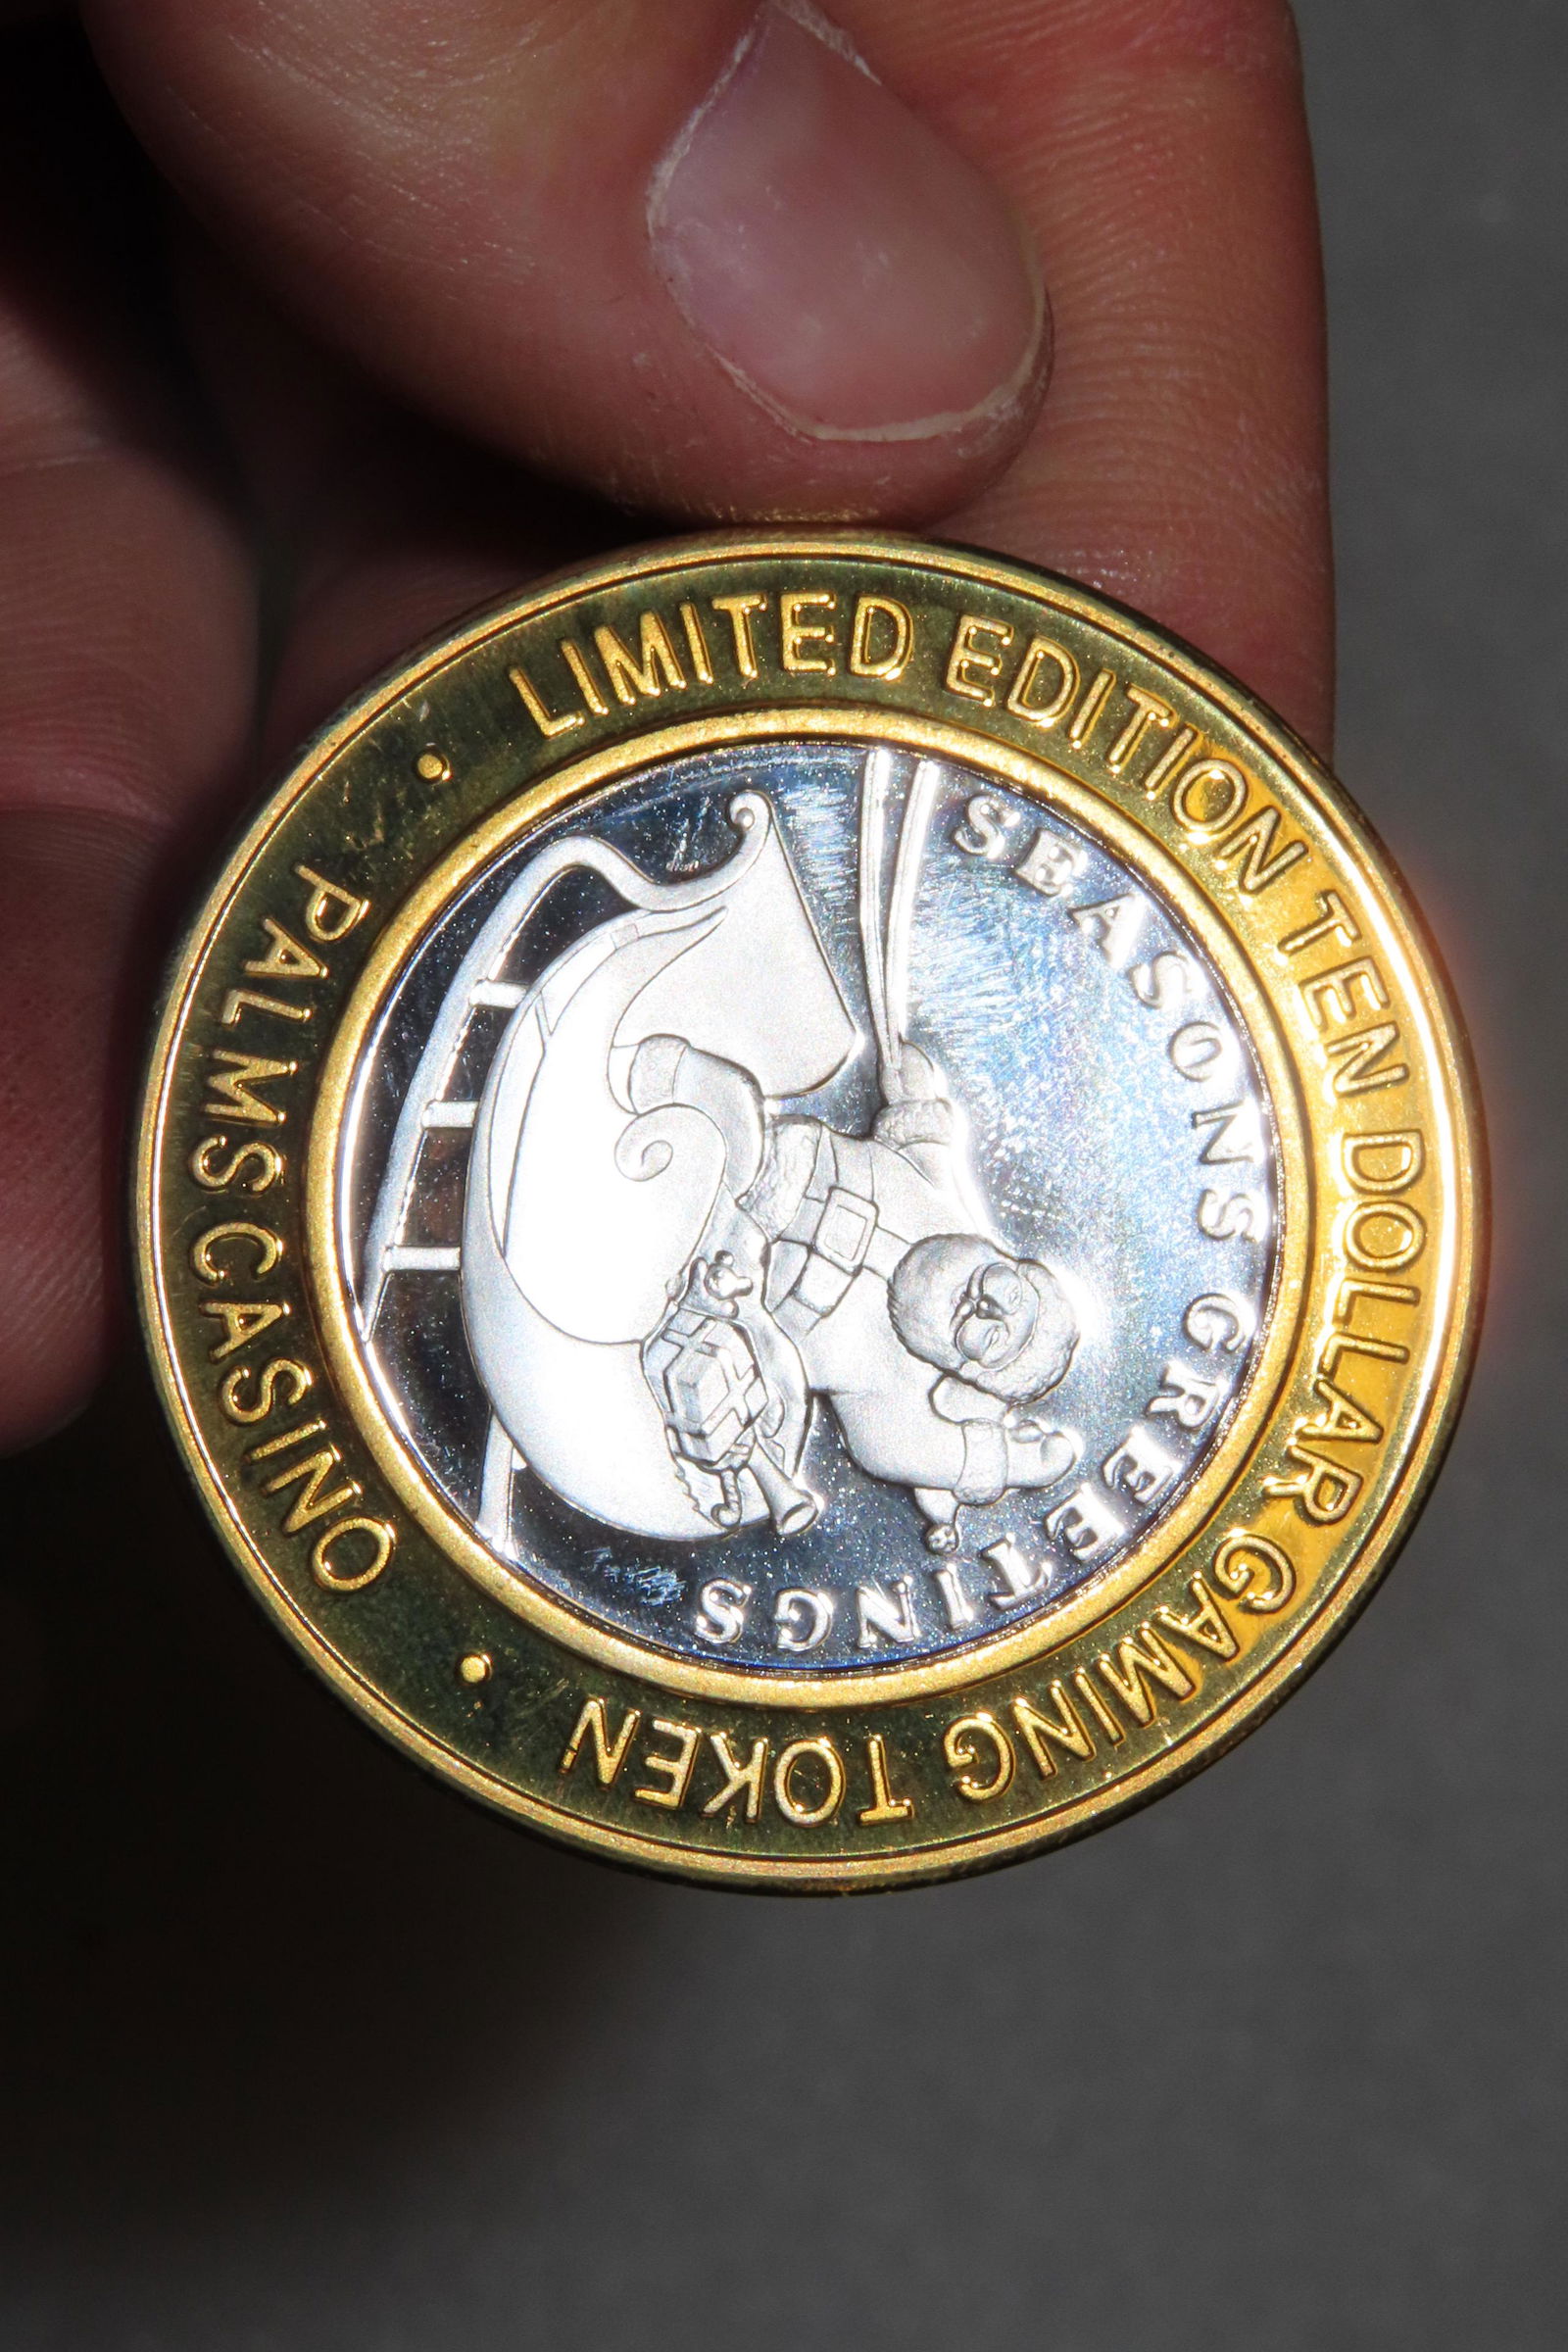 LIMITED EDITION TEN DOLLAR GAMING TOKEN
SEASONS GREETINGS
PALMS CASINO